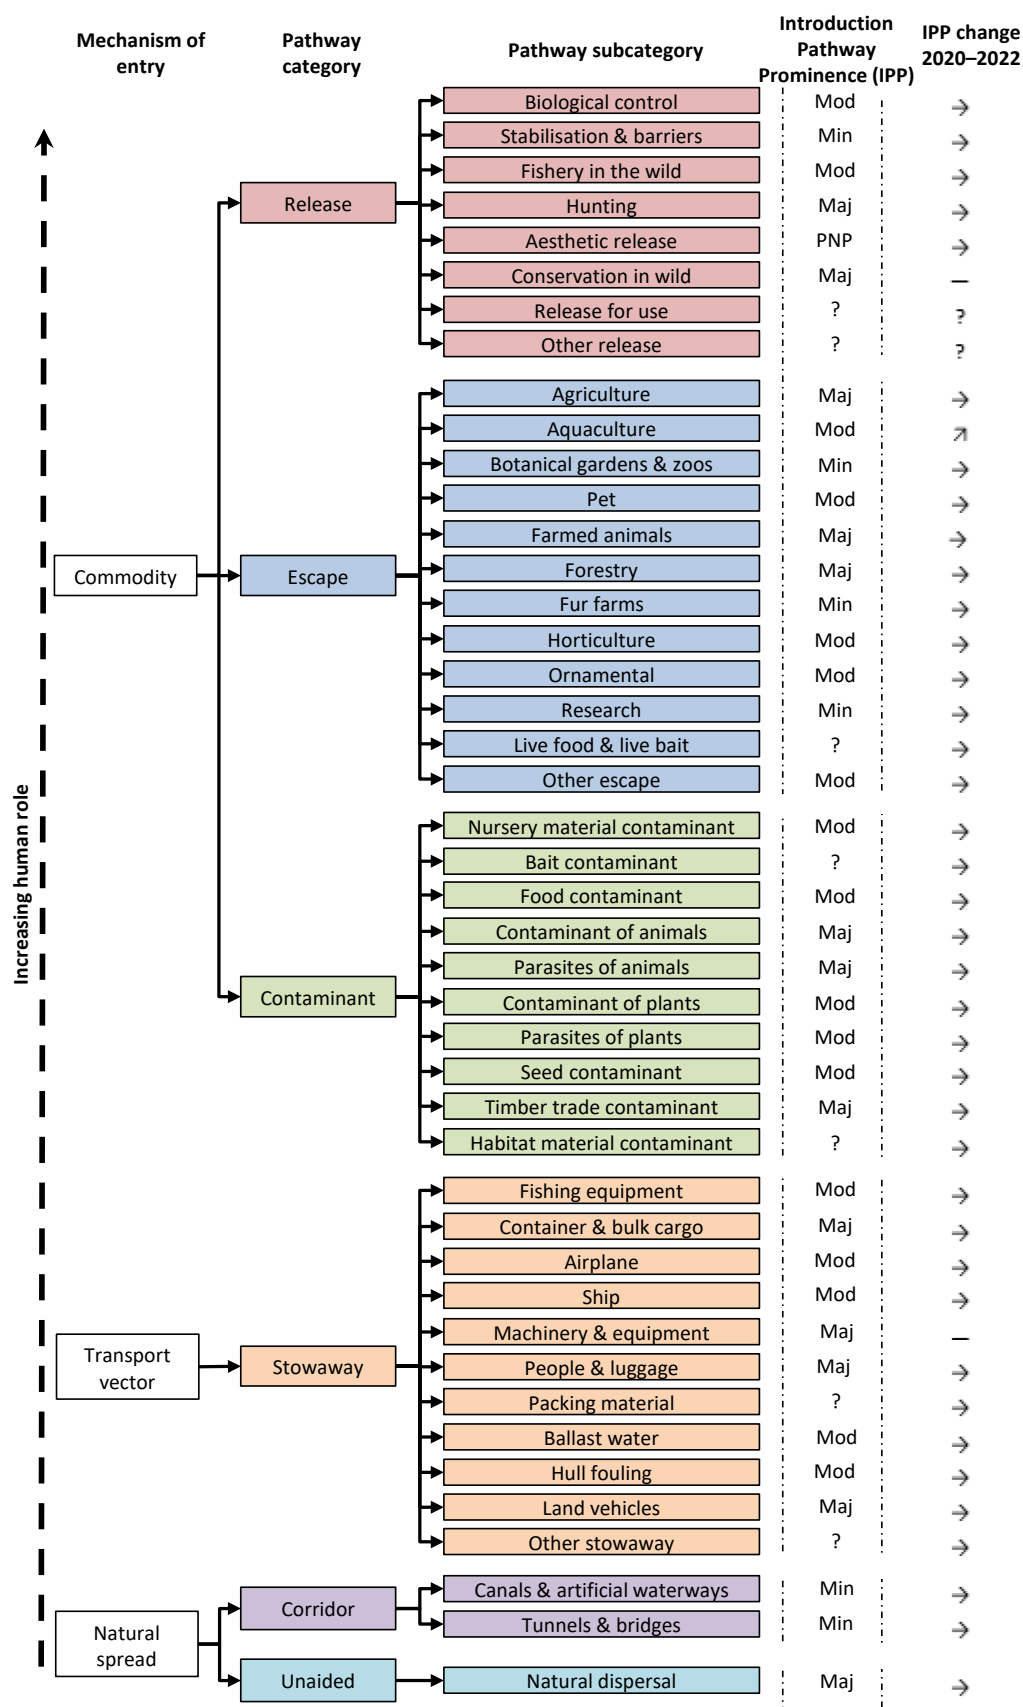 Mechanism of entry
Pathway category
Pathway subcategory
Introduction Pathway Prominence (IPP)
IPP change 2020–2022
Increasing human role
Commodity
Release
Biological control Mod →
Stabilisation & barriers Min →
Fishery in the wild Mod →
Hunting Maj →
Aesthetic release PNP →
Conservation in wild Maj –
Release for use ? ?
Other release ? ?
Escape
Agriculture Maj →
Aquaculture Mod ↗
Botanical gardens & zoos Min →
Pet Mod →
Farmed animals Maj →
Forestry Maj →
Fur farms Min →
Horticulture Mod →
Ornamental Mod →
Research Min →
Live food & live bait ? →
Other escape Mod →
Contaminant
Nursery material contaminant Mod →
Bait contaminant ? →
Food contaminant Mod →
Contaminant of animals Maj →
Parasites of animals Maj →
Contaminant of plants Mod →
Parasites of plants Mod →
Seed contaminant Mod →
Timber trade contaminant Maj →
Habitat material contaminant ? →
Transport vector
Stowaway
Fishing equipment Mod →
Container & bulk cargo Maj →
Airplane Mod →
Ship Mod →
Machinery & equipment Maj –
People & luggage Maj →
Packing material ? →
Ballast water Mod →
Hull fouling Mod →
Land vehicles Maj →
Other stowaway ? →
Natural spread
Corridor
Canals & artificial waterways Min →
Tunnels & bridges Min →
Unaided
Natural dispersal Maj →